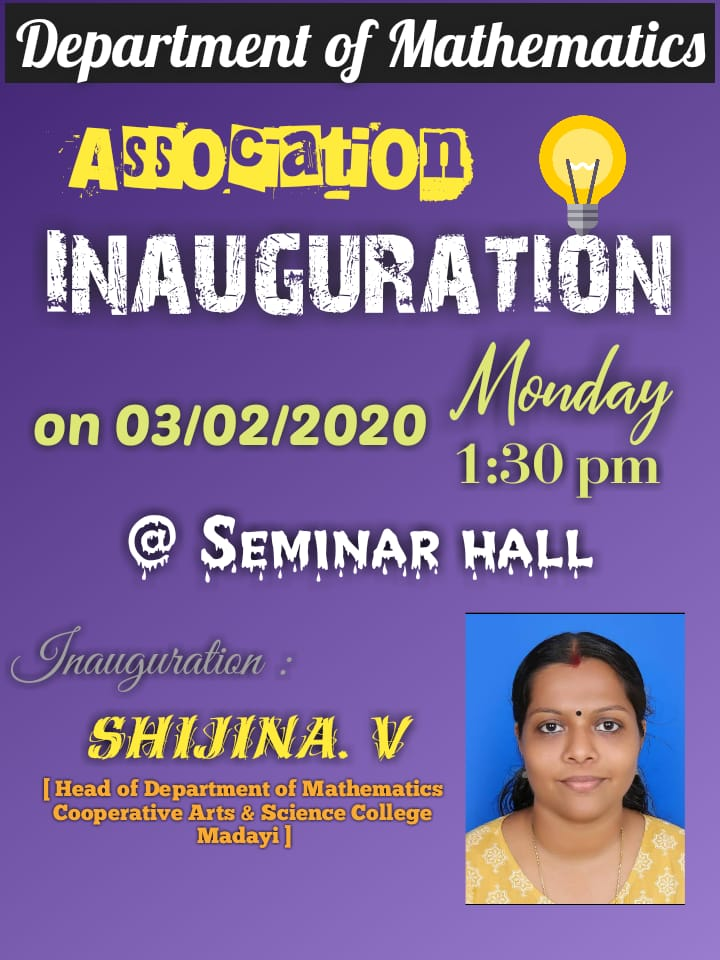 Department of Mathematics
Association
Inauguration
on 03/02/2020
Monday
1:30 pm
@ Seminar hall
Inauguration :
SHIJINA. V
[ Head of Department of Mathematics
Cooperative Arts & Science College
Madayi ]